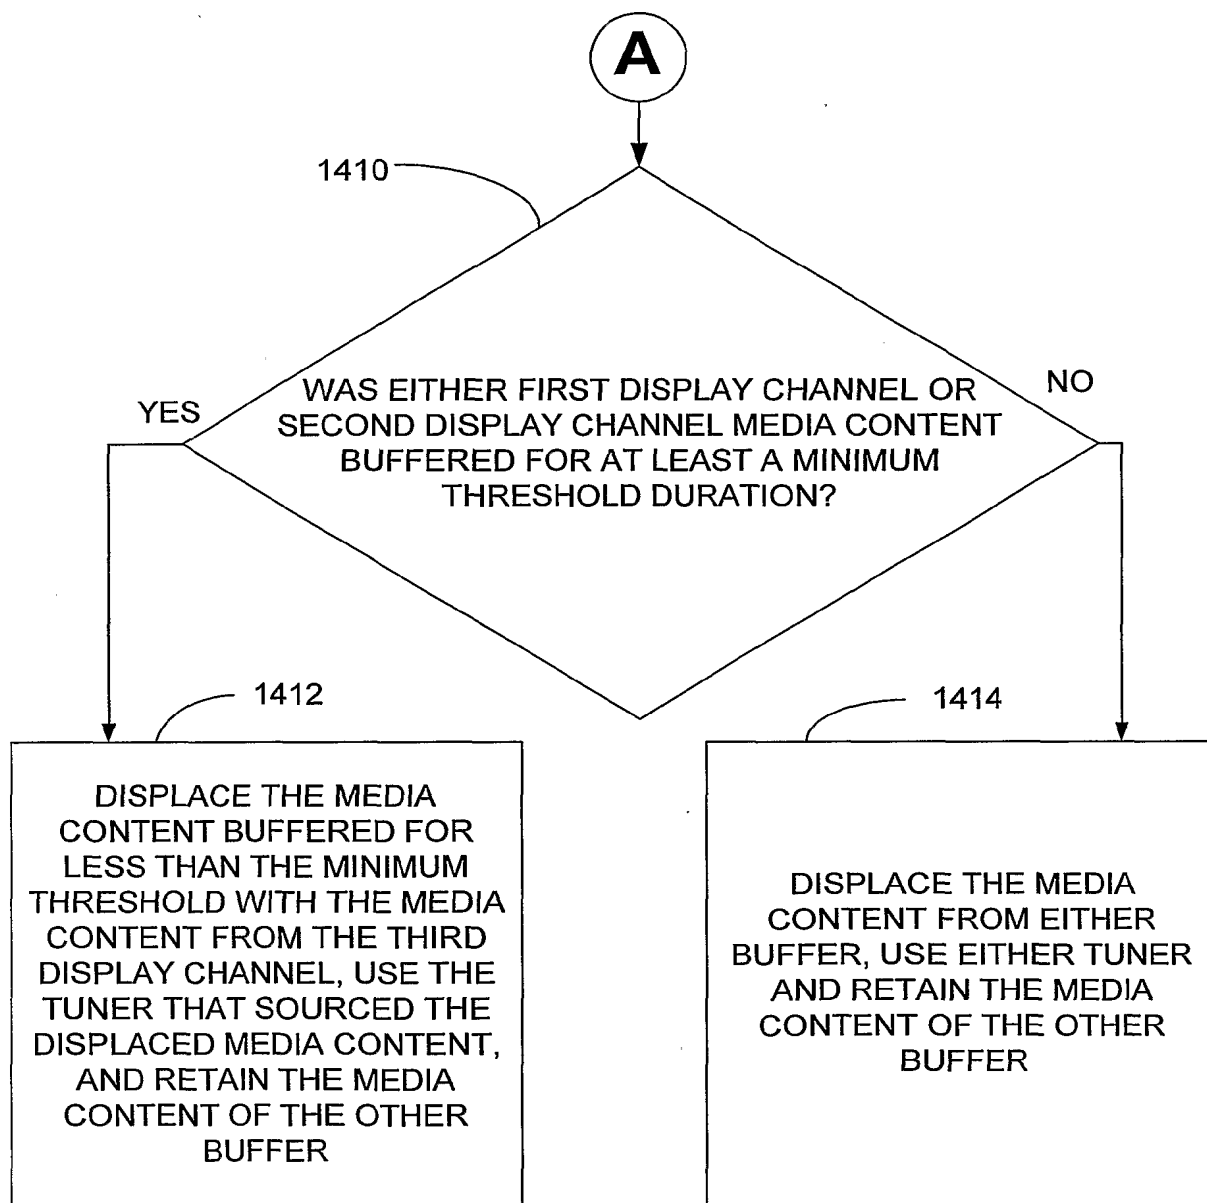 A
1410
YES
NO
WAS EITHER FIRST DISPLAY CHANNEL OR
SECOND DISPLAY CHANNEL MEDIA CONTENT
BUFFERED FOR AT LEAST A MINIMUM
THRESHOLD DURATION?
1412
DISPLACE THE MEDIA
CONTENT BUFFERED FOR
LESS THAN THE MINIMUM
THRESHOLD WITH THE MEDIA
CONTENT FROM THE THIRD
DISPLAY CHANNEL, USE THE
TUNER THAT SOURCED THE
DISPLACED MEDIA CONTENT,
AND RETAIN THE MEDIA
CONTENT OF THE OTHER
BUFFER
1414
DISPLACE THE MEDIA
CONTENT FROM EITHER
BUFFER, USE EITHER TUNER
AND RETAIN THE MEDIA
CONTENT OF THE OTHER
BUFFER